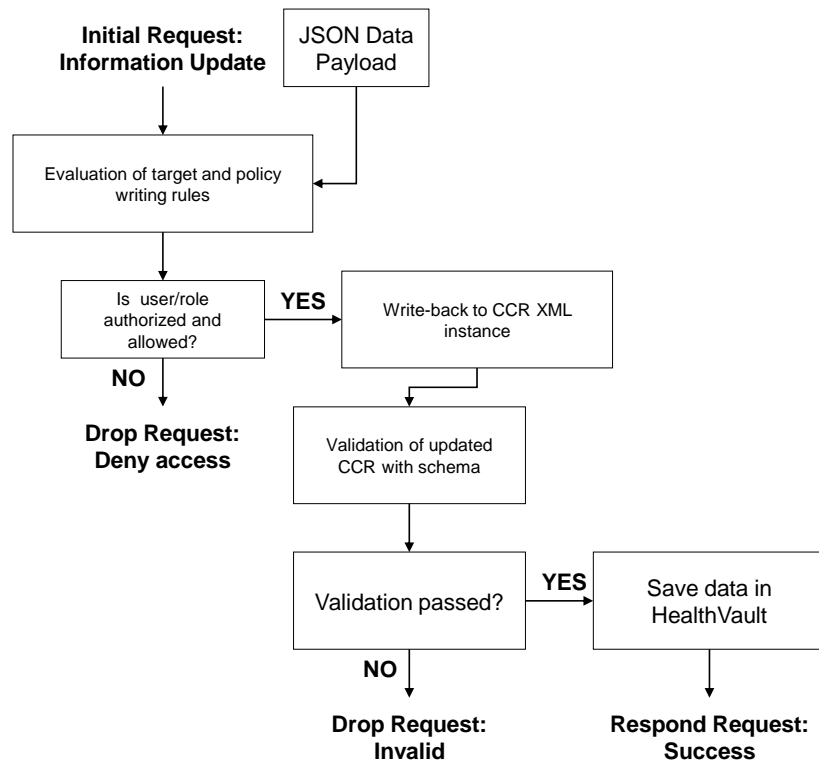 Initial Request:
Information Update
JSON Data
Payload
Evaluation of target and policy
writing rules
Is user/role
authorized and
allowed?
YES
Write-back to CCR XML
instance
NO
Drop Request:
Deny access
Validation of updated
CCR with schema
Validation passed?
YES
Save data in
HealthVault
NO
Drop Request:
Invalid
Respond Request:
Success